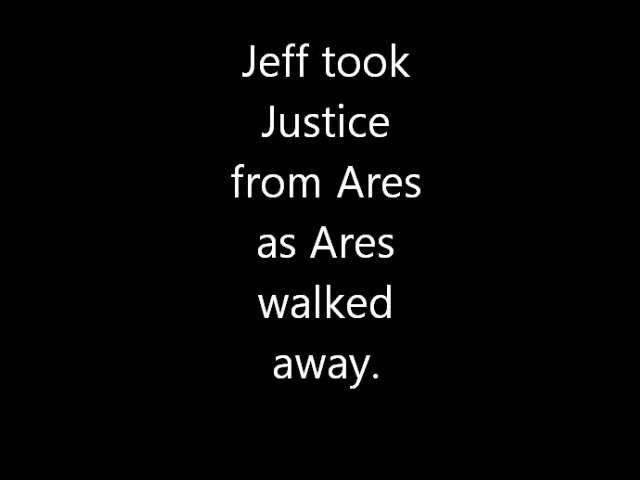 Jeff took
Justice
from Ares
as Ares
walked
away.